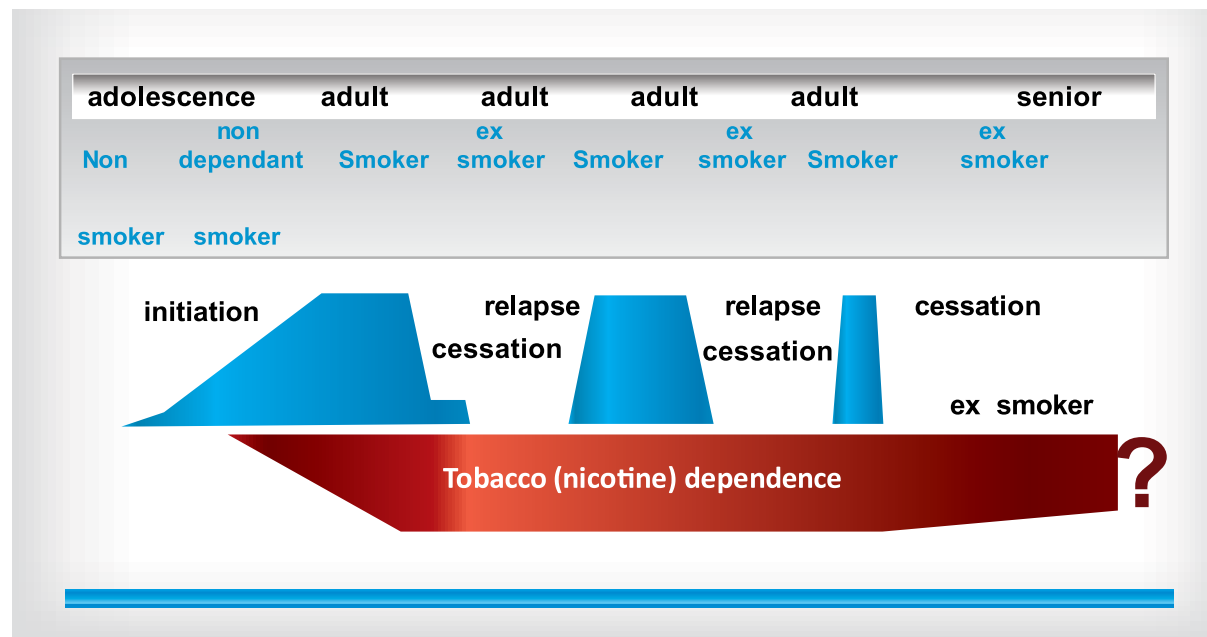 adolescence adult adult adult adult senior
non ex ex ex
Non dependant Smoker smoker Smoker smoker Smoker smoker
smoker smoker
initiation relapse relapse cessation
cessation cessation
ex smoker
Tobacco (nicotine) dependence
?